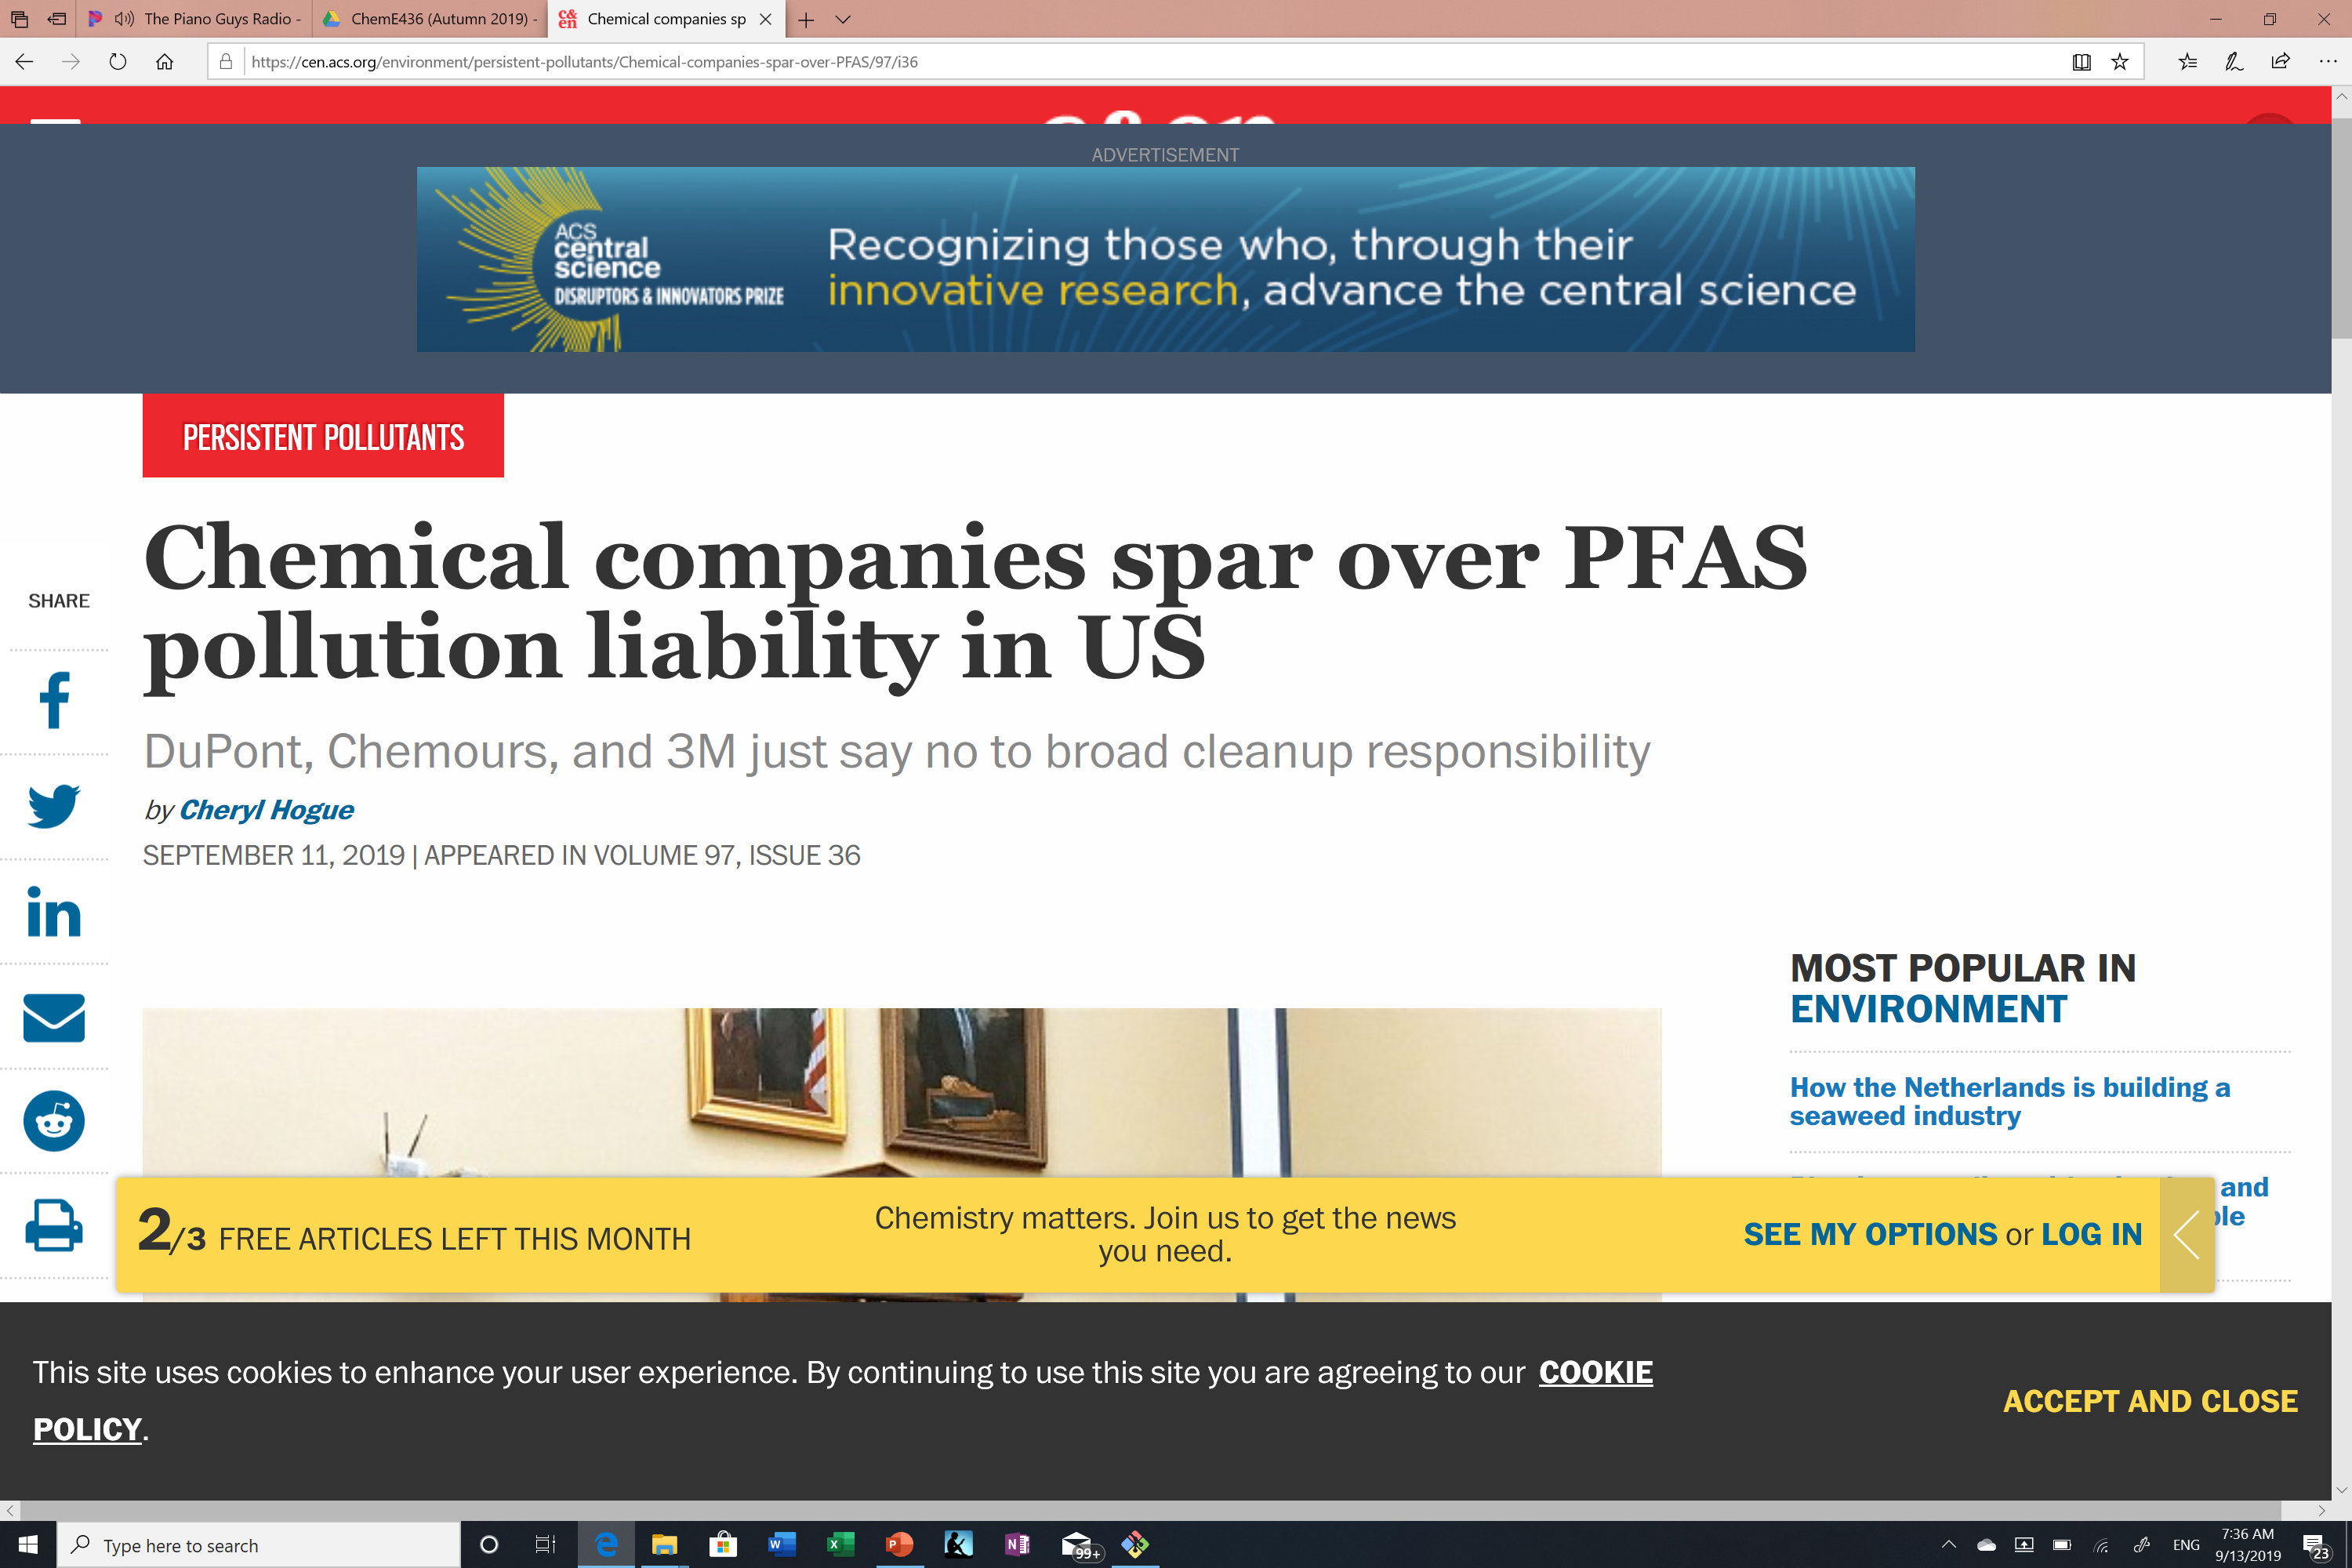 The Piano Guys Radio -
ChemE436 (Autumn 2019) -
c&en
Chemical companies sp
https://cen.acs.org/environment/persistent-pollutants/Chemical-companies-spar-over-PFAS/97/i36
ADVERTISEMENT
ACS
central
science
DISRUPTORS & INNOVATORS PRIZE
Recognizing those who, through their
innovative research, advance the central science
PERSISTENT POLLUTANTS
Chemical companies spar over PFAS
pollution liability in US
SHARE
DuPont, Chemours, and 3M just say no to broad cleanup responsibility
by Cheryl Hogue
SEPTEMBER 11, 2019 | APPEARED IN VOLUME 97, ISSUE 36
MOST POPULAR IN
ENVIRONMENT
How the Netherlands is building a
seaweed industry
and
2/3 FREE ARTICLES LEFT THIS MONTH
Chemistry matters. Join us to get the news
you need.
SEE MY OPTIONS or LOG IN
This site uses cookies to enhance your user experience. By continuing to use this site you are agreeing to our COOKIE
POLICY.
ACCEPT AND CLOSE
Type here to search
99+
ENG
7:36 AM
9/13/2019
23